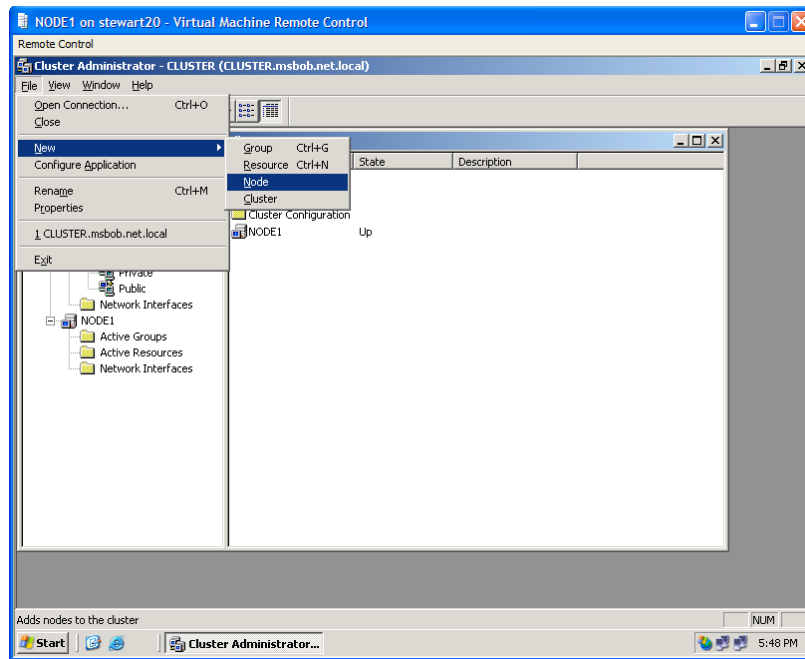 NODE1 on stewart20 - Virtual Machine Remote Control
Remote Control
Cluster Administrator - CLUSTER (CLUSTER.msbob.net.local)
File View Window Help
Open Connection... Ctrl+O
Close
New
Configure Application
Rename Ctrl+M
Properties
1 CLUSTER.msbob.net.local
Exit
Group Ctrl+G
Resource Ctrl+N
Node
Cluster
State Description
Cluster Configuration
NODE1 Up
Private
Public
Network Interfaces
NODE1
Active Groups
Active Resources
Network Interfaces
Adds nodes to the cluster
NUM
Start
Cluster Administrator...
5:48 PM